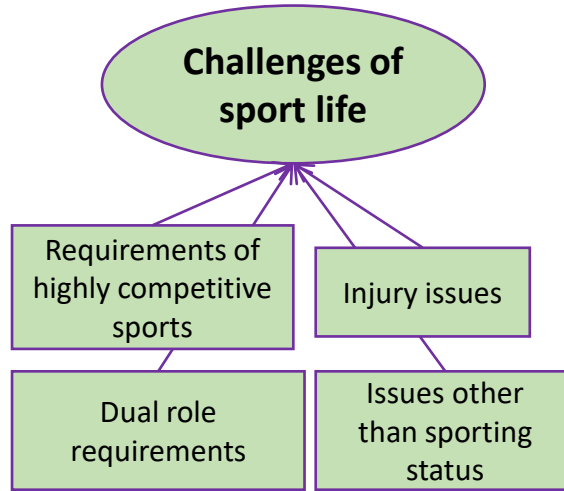 Challenges of
sport life
Requirements of
highly competitive
sports
Injury issues
Dual role
requirements
Issues other
than sporting
status